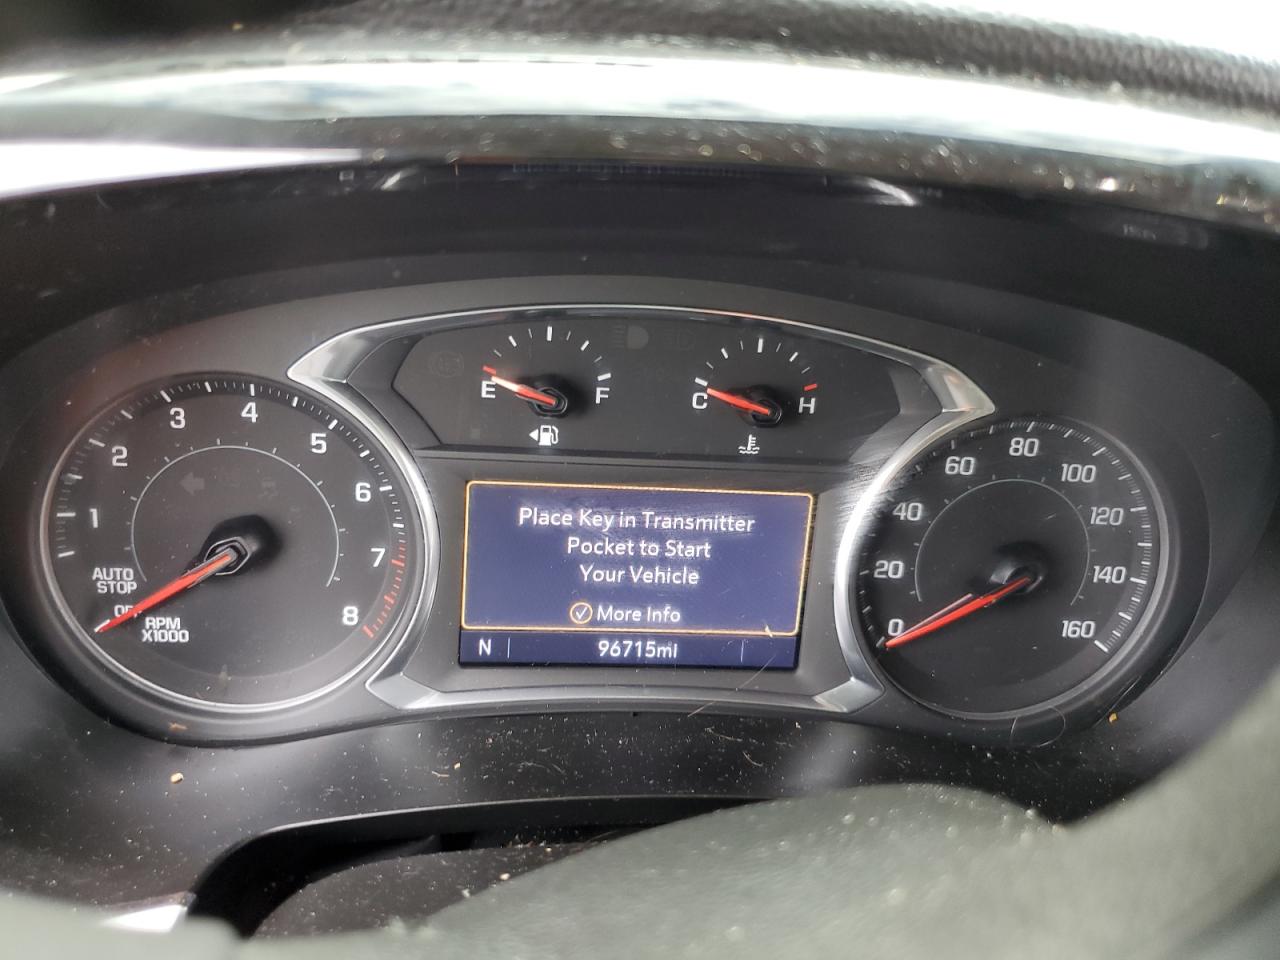 E F
C H
1 2 3 4 5 6 7 8
AUTO
STOP
RPM
X1000
Place Key in Transmitter
Pocket to Start
Your Vehicle
More Info
N 96715mi
0 20 40 60 80 100 120 140 160